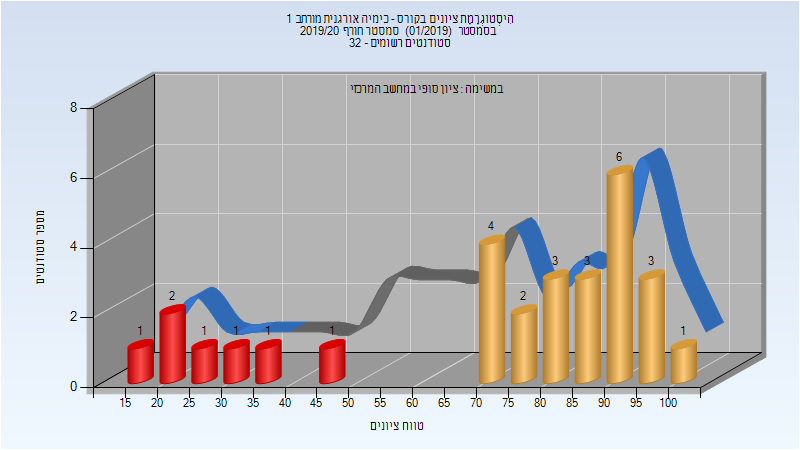 היסטוגרמת ציונים בקורס - כימיה אורגנית מורחב 1
בסמסטר (01/2019) סמסטר חורף 2019/20
סטודנטים רשומים - 32
במשימה : ציון סופי במחשב המרכזי
מספר סטודנטים
8
6
4
2
0
1
2
1
1
1
1
4
2
3
3
6
3
1
15 20 25 30 35 40 45 50 55 60 65 70 75 80 85 90 95 100
טווח ציונים